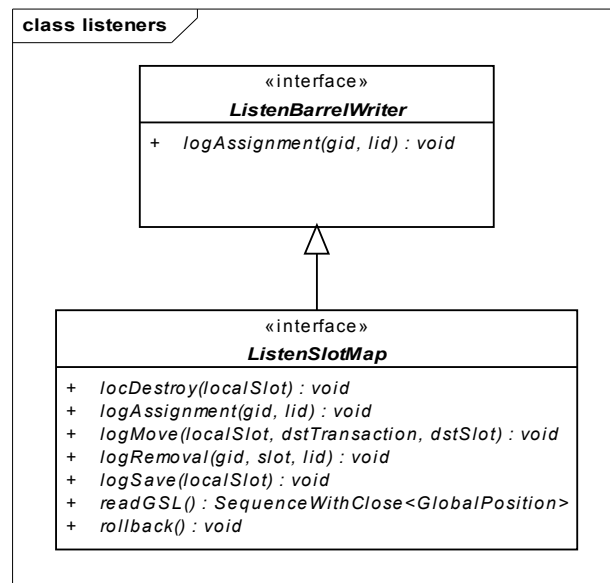 class listeners
«interface»
ListenBarrelWriter
+ logAssignment(gid, lid) : void
«interface»
ListenSlotMap
+ locDestroy(localSlot) : void
+ logAssignment(gid, lid) : void
+ logMove(localSlot, dstTransaction, dstSlot) : void
+ logRemoval(gid, slot, lid) : void
+ logSave(localSlot) : void
+ readGSL() : SequenceWithClose<GlobalPosition>
+ rollback() : void